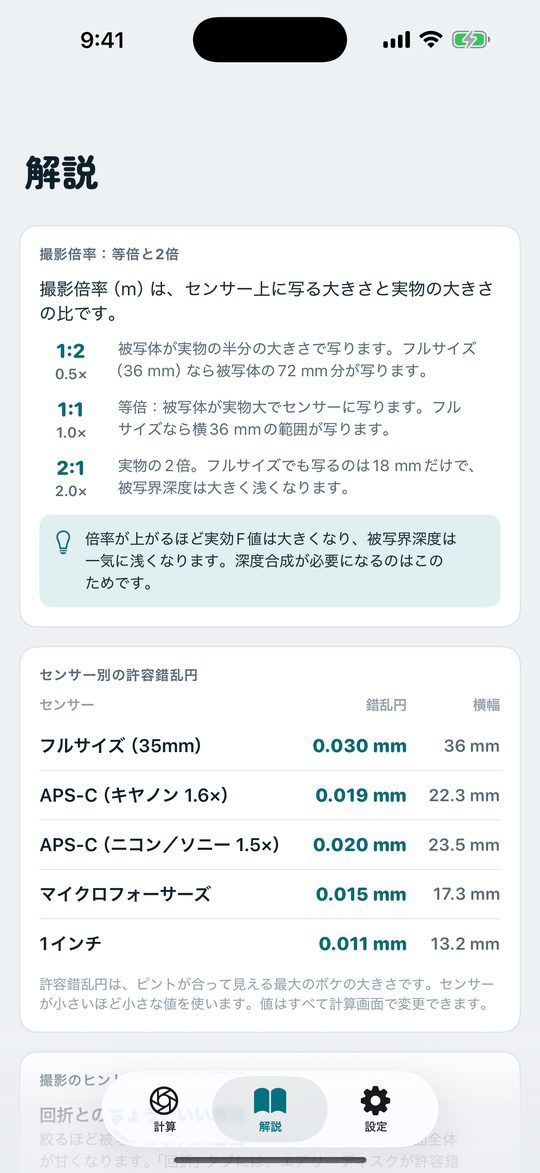 9:41
解説
撮影倍率：等倍と2倍
撮影倍率（m）は、センサー上に写る大きさと実物の大きさ
の比です。
1:2
0.5×
被写体が実物の半分の大きさで写ります。フルサイズ
（36 mm）なら被写体の72 mm分が写ります。
1:1
1.0×
等倍：被写体が実物大でセンサーに写ります。フル
サイズなら横36 mmの範囲が写ります。
2:1
2.0×
実物の2倍。フルサイズでも写るのは18 mmだけで、
被写界深度は大きく浅くなります。
倍率が上がるほど実効F値は大きくなり、被写界深度は
一気に浅くなります。深度合成が必要になるのはこの
ためです。
センサー別の許容錯乱円
センサー 錯乱円 横幅
フルサイズ（35mm） 0.030 mm 36 mm
APS-C（キヤノン 1.6×） 0.019 mm 22.3 mm
APS-C（ニコン／ソニー 1.5×） 0.020 mm 23.5 mm
マイクロフォーサーズ 0.015 mm 17.3 mm
1インチ 0.011 mm 13.2 mm
許容錯乱円は、ピントが合って見える最大のボケの大きさです。センサー
が小さいほど小さな値を使います。値はすべて計算画面で変更できます。
撮影のヒン
回折との
絞るほど被 面全体
が甘くなります。「回折」タブには、エアリーディスクが許容錯
計算
解説
設定